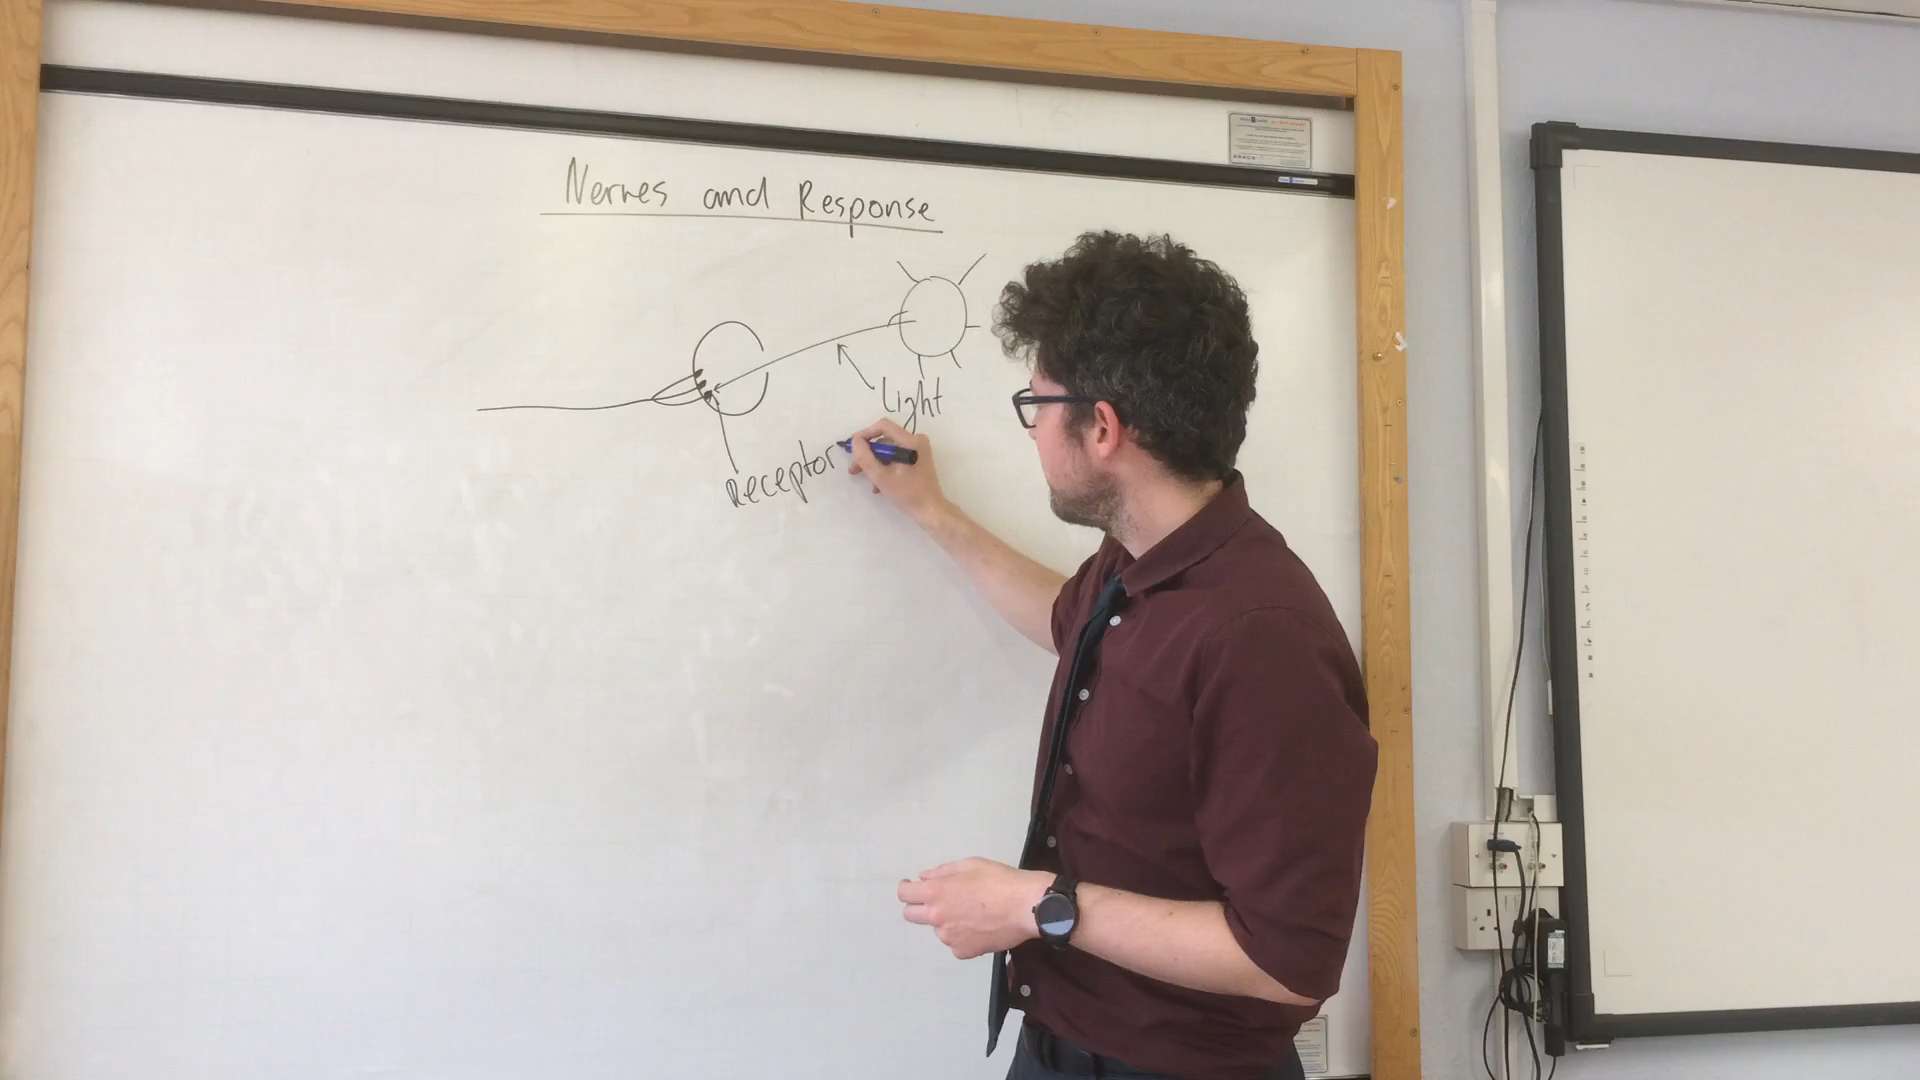 Nerves and Response
Light
Receptor